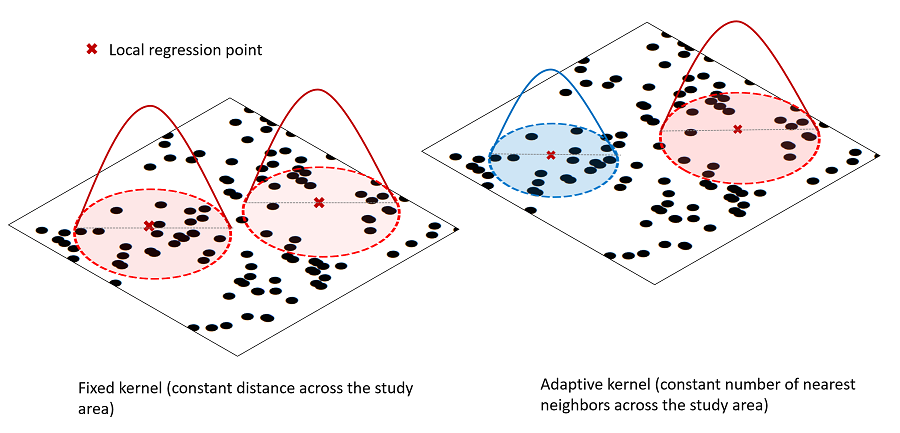 Local regression point
Fixed kernel (constant distance across the study
area)
Adaptive kernel (constant number of nearest
neighbors across the study area)